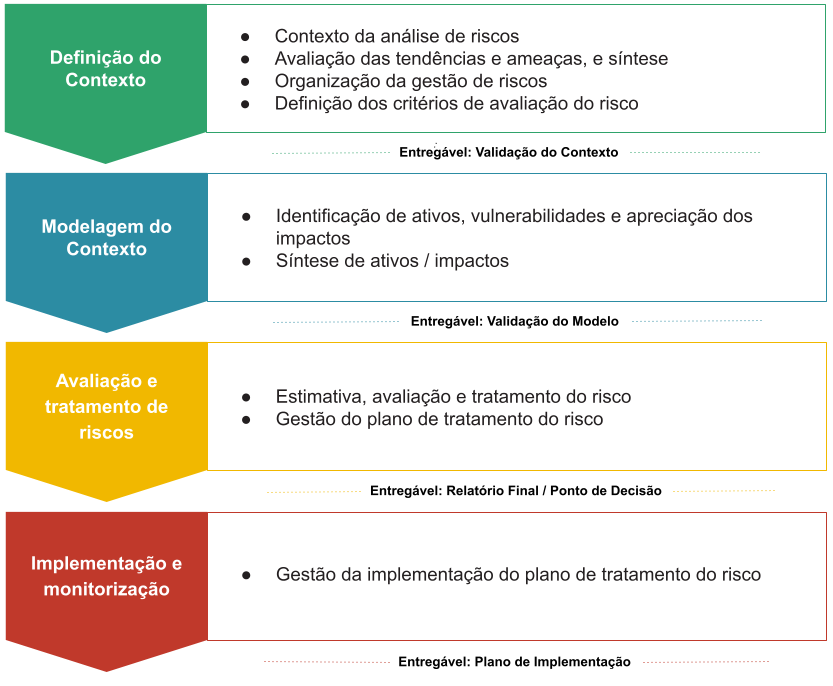 Definição do
Contexto
● Contexto da análise de riscos
● Avaliação das tendências e ameaças, e síntese
● Organização da gestão de riscos
● Definição dos critérios de avaliação do risco
Entregável: Validação do Contexto
Modelagem do
Contexto
● Identificação de ativos, vulnerabilidades e apreciação dos
impactos
● Síntese de ativos / impactos
Entregável: Validação do Modelo
Avaliação e
tratamento de
riscos
● Estimativa, avaliação e tratamento do risco
● Gestão do plano de tratamento do risco
Entregável: Relatório Final / Ponto de Decisão
Implementação e
monitorização
● Gestão da implementação do plano de tratamento do risco
Entregável: Plano de Implementação